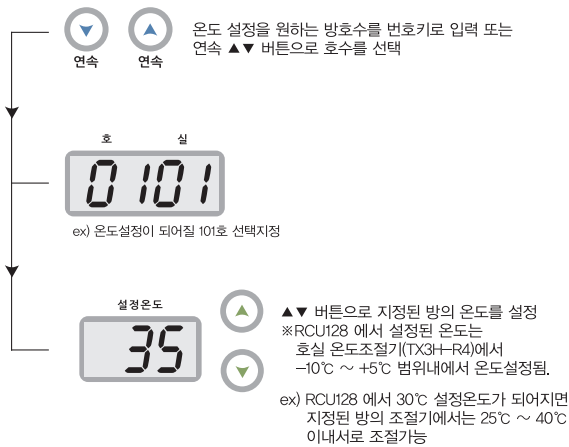 온도 설정을 원하는 방호수를 번호키로 입력 또는
연속 ▲▼ 버튼으로 호수를 선택
연속 연속
호 실
0101
ex) 온도설정이 되어질 101호 선택지정
설정온도
35
▲▼ 버튼으로 지정된 방의 온도를 설정
※RCU128 에서 설정된 온도는
호실 온도조절기(TX3H-R4)에서
-10℃ ~ +5℃ 범위내에서 온도설정됨.
ex) RCU128 에서 30℃ 설정온도가 되어지면
지정된 방의 조절기에서는 25℃ ~ 40℃
이내서로 조절가능